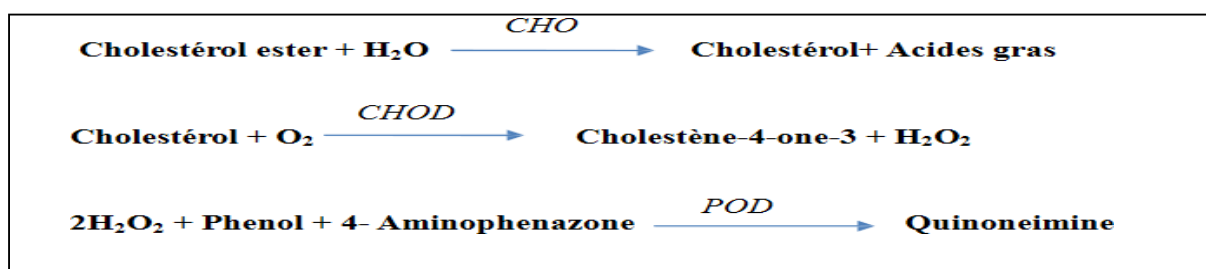 CHO
Cholestérol ester + H₂O Cholestérol+ Acides gras
CHOD
Cholestérol + O₂ Cholestène-4-one-3 + H₂O₂
POD
2H₂O₂ + Phenol + 4- Aminophenazone Quinoneimine